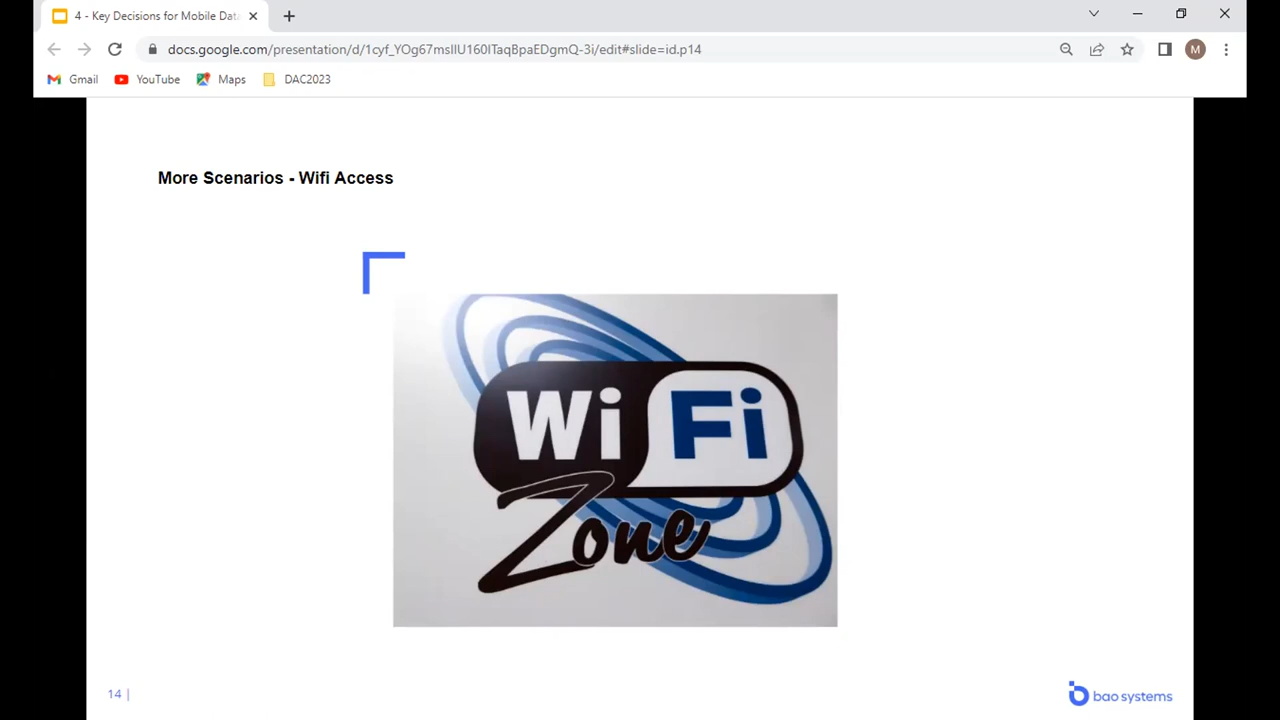 4 - Key Decisions for Mobile Dat
docs.google.com/presentation/d/1cyf_YOg67msIlU160ITaqBpaEDgmQ-3i/edit#slide=id.p14
M
Gmail YouTube Maps DAC2023
More Scenarios - Wifi Access
Wi Fi
Zone
14 |
bao systems